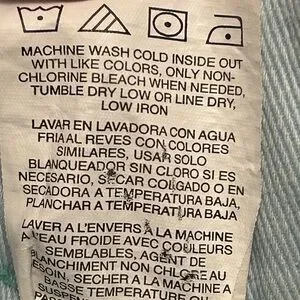 MACHINE WASH COLD INSIDE OUT
WITH LIKE COLORS, ONLY NON-
CHLORINE BLEACH WHEN NEEDED,
TUMBLE DRY LOW OR LINE DRY,
LOW IRON
LAVAR EN LAVADORA CON AGUA
FRIA AL REVES CON COLORES
SIMILARES, USAR SOLO
BLANQUEADOR SIN CLORO SI ES
NECESARIO, SECAR COLGADO O EN
SECADORA A TEMPERATURA BAJA,
PLANCHAR A TEMPERATURA BAJA
LAVER A L'ENVERS A LA MACHINE
A L'EAU FROIDE AVEC COULEURS
SEMBLABLES, AGENT DE
BLANCHIMENT NON CHLORE AU
BESOIN, SECHER A LA MACHINE A
BASSE TEMPERATURE OU